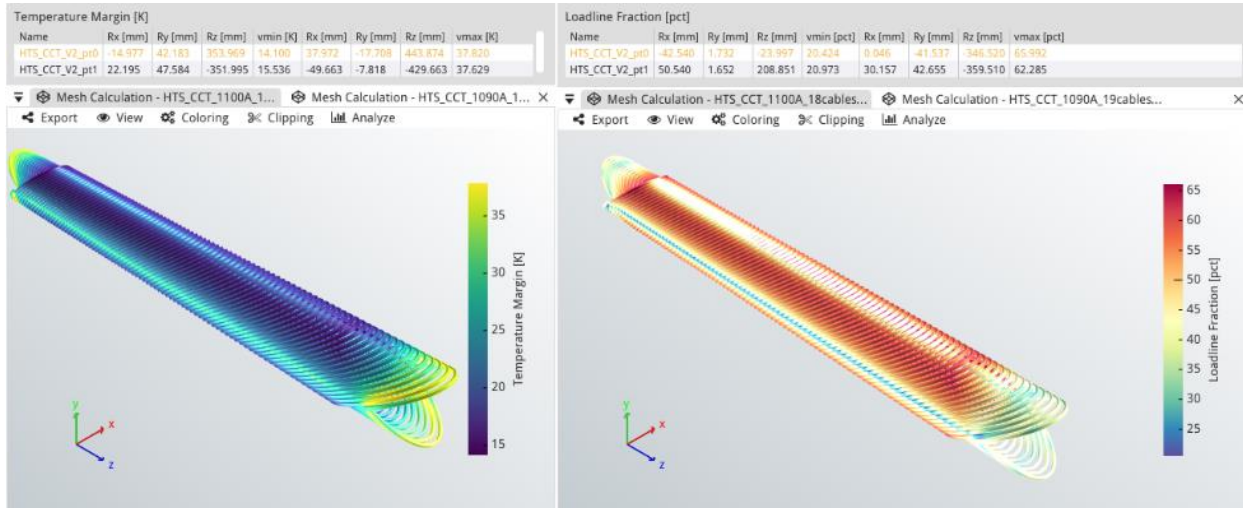 Temperature Margin [K]
Name Rx [mm] Ry [mm] Rz [mm] vmin [K] Rx [mm] Ry [mm] Rz [mm] vmax [K]
HTS_CCT_V2_pt0 -14.977 42.183 353.969 14.100 37.972 -17.708 443.874 37.820
HTS_CCT_V2_pt1 22.195 47.584 -351.995 15.536 -49.663 -7.818 -429.663 37.629
Mesh Calculation - HTS_CCT_1100A_1... Mesh Calculation - HTS_CCT_1090A_1...
Export View Coloring Clipping Analyze
35
30
25
20
15
Temperature Margin [K]
y
x
z
Loadline Fraction [pct]
Name Rx [mm] Ry [mm] Rz [mm] vmin [pct] Rx [mm] Ry [mm] Rz [mm] vmax [pct]
HTS_CCT_V2_pt0 -42.540 1.732 -23.997 20.424 0.046 -41.537 -346.520 65.992
HTS_CCT_V2_pt1 50.540 1.652 208.851 20.973 30.157 42.655 -359.510 62.285
Mesh Calculation - HTS_CCT_1100A_18cables... Mesh Calculation - HTS_CCT_1090A_19cables...
Export View Coloring Clipping Analyze
65
60
55
50
45
40
35
30
25
Loadline Fraction [pct]
y
x
z